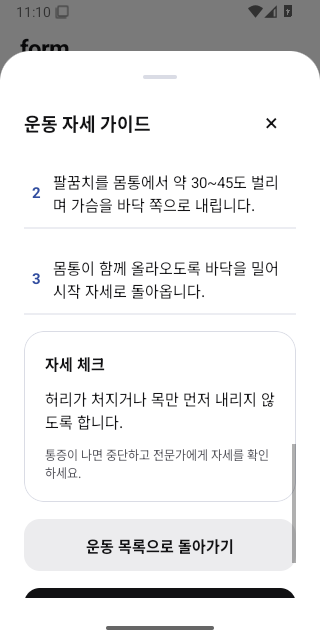 11:10
form
운동 자세 가이드
2
팔꿈치를 몸통에서 약 30~45도 벌리
며 가슴을 바닥 쪽으로 내립니다.
3
몸통이 함께 올라오도록 바닥을 밀어
시작 자세로 돌아옵니다.
자세 체크
허리가 처지거나 목만 먼저 내리지 않
도록 합니다.
통증이 나면 중단하고 전문가에게 자세를 확인
하세요.
운동 목록으로 돌아가기